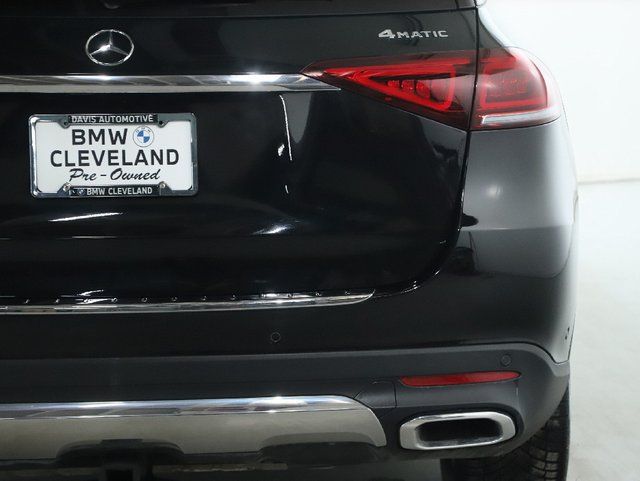 4MATIC
DAVIS AUTOMOTIVE
BMW
CLEVELAND
Pre-Owned
BMW CLEVELAND